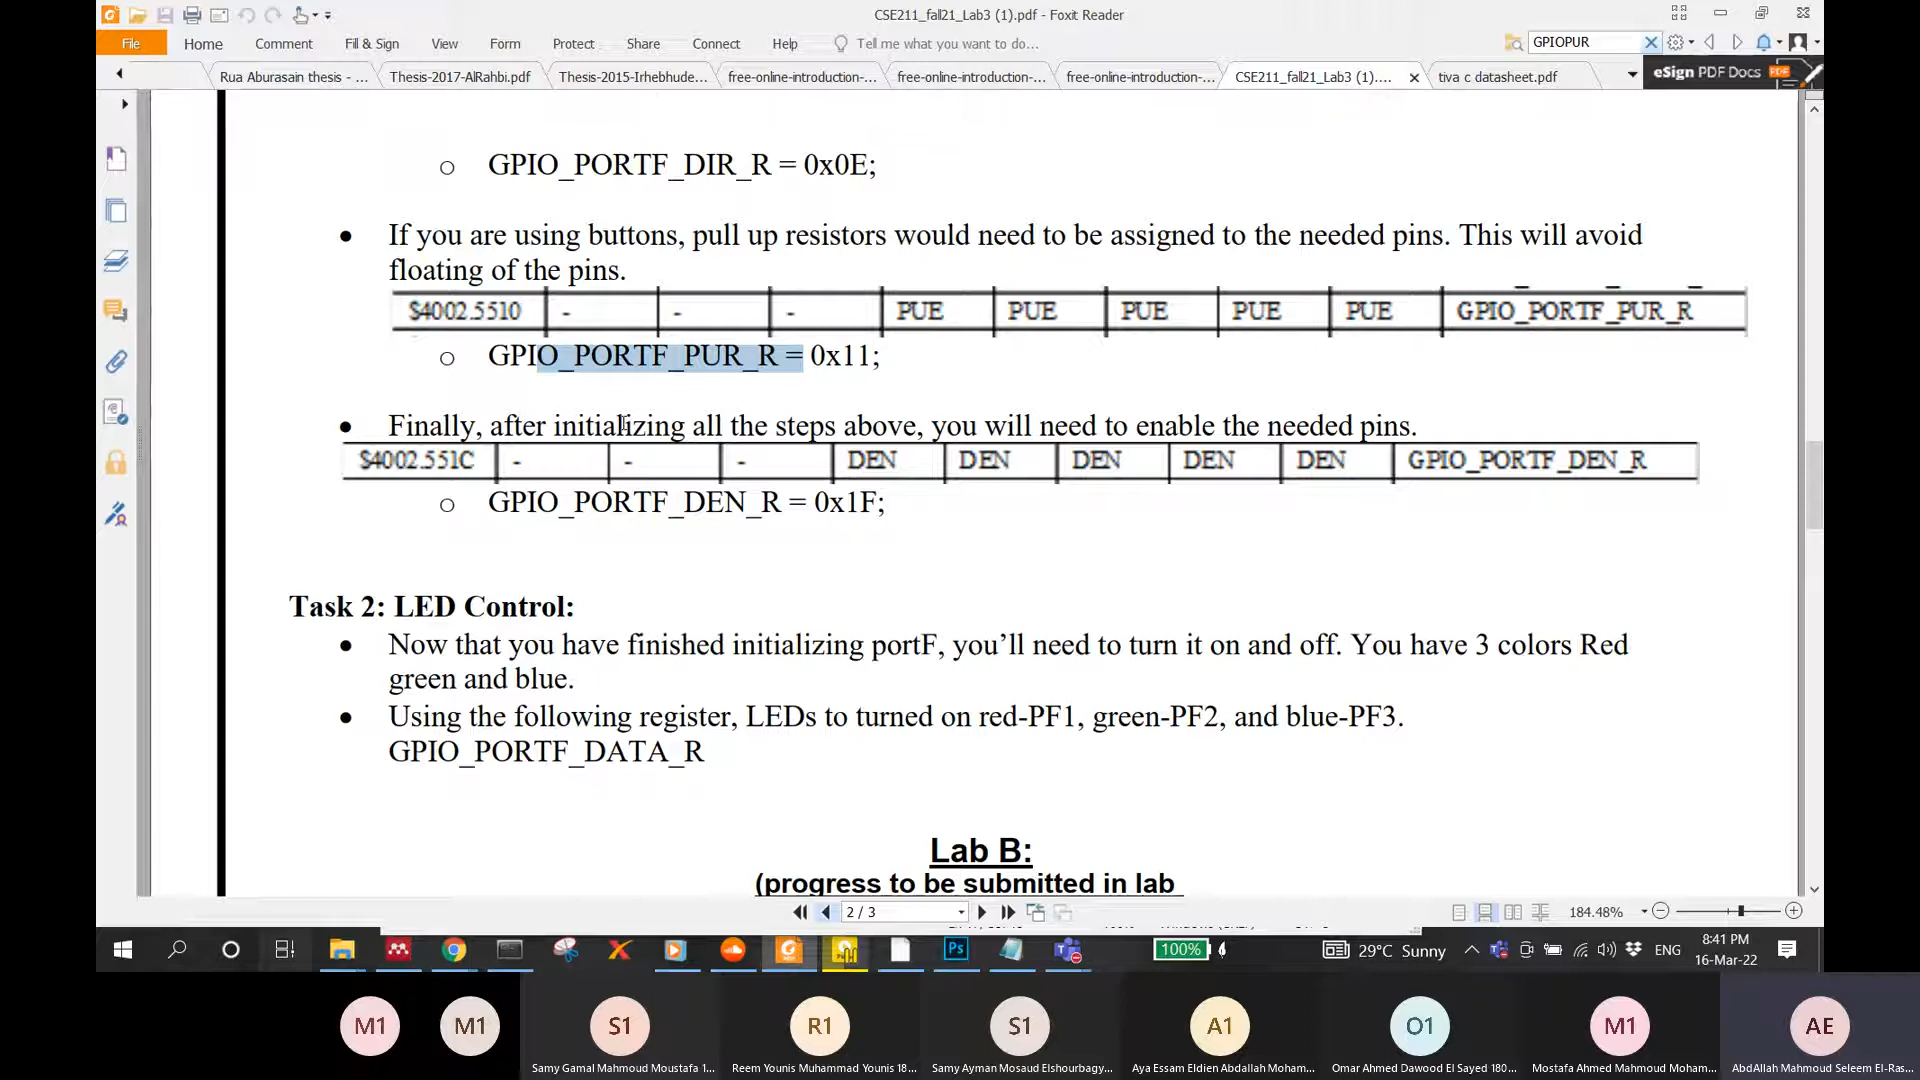 CSE211_fall21_Lab3 (1).pdf - Foxit Reader
File Home Comment Fill & Sign View Form Protect Share Connect Help Tell me what you want to do... GPIOPUR
Rua Aburasain thesis - ... Thesis-2017-AlRahbi.pdf Thesis-2015-Irhebhude... free-online-introduction-... free-online-introduction-... free-online-introduction-... CSE211_fall21_Lab3 (1).... tiva c datasheet.pdf eSign PDF Docs
o GPIO_PORTF_DIR_R = 0x0E;
• If you are using buttons, pull up resistors would need to be assigned to the needed pins. This will avoid
floating of the pins.
$4002.5510 - - - PUE PUE PUE PUE PUE GPIO_PORTF_PUR_R
o GPIO_PORTF_PUR_R = 0x11;
• Finally, after initializing all the steps above, you will need to enable the needed pins.
$4002.551C - - - DEN DEN DEN DEN DEN GPIO_PORTF_DEN_R
o GPIO_PORTF_DEN_R = 0x1F;
Task 2: LED Control:
• Now that you have finished initializing portF, you’ll need to turn it on and off. You have 3 colors Red
green and blue.
• Using the following register, LEDs to turned on red-PF1, green-PF2, and blue-PF3.
GPIO_PORTF_DATA_R
Lab B:
(progress to be submitted in lab
2 / 3 184.48%
100% 29°C Sunny ENG 8:41 PM
16-Mar-22
M1 M1 S1 R1 S1 A1 O1 M1 AE
Samy Gamal Mahmoud Moustafa 1... Reem Younis Muhammad Younis 18... Samy Ayman Mosaud Elshourbagy... Aya Essam Eldien Abdallah Moham... Omar Ahmed Dawood El Sayed 180... Mostafa Ahmed Mahmoud Moham... AbdAllah Mahmoud Seleem El-Ras...